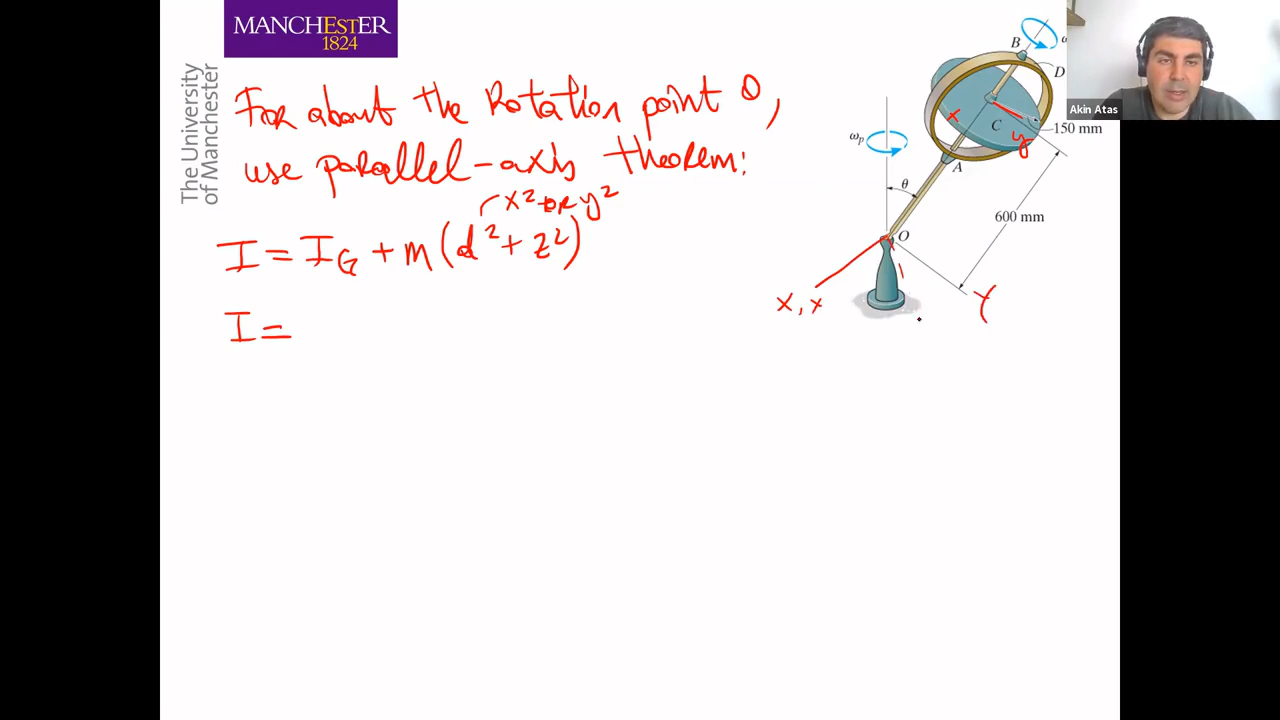 MANCHESTER
1824
The University
of Manchester
For about the Rotation point O,
use parallel-axis theorem:
x² or y²
I = I_G + m(d² + z²)
I =
B
ω
D
Akin Atas
x
C
y
150 mm
ωp
A
θ
600 mm
O
x, x
Y